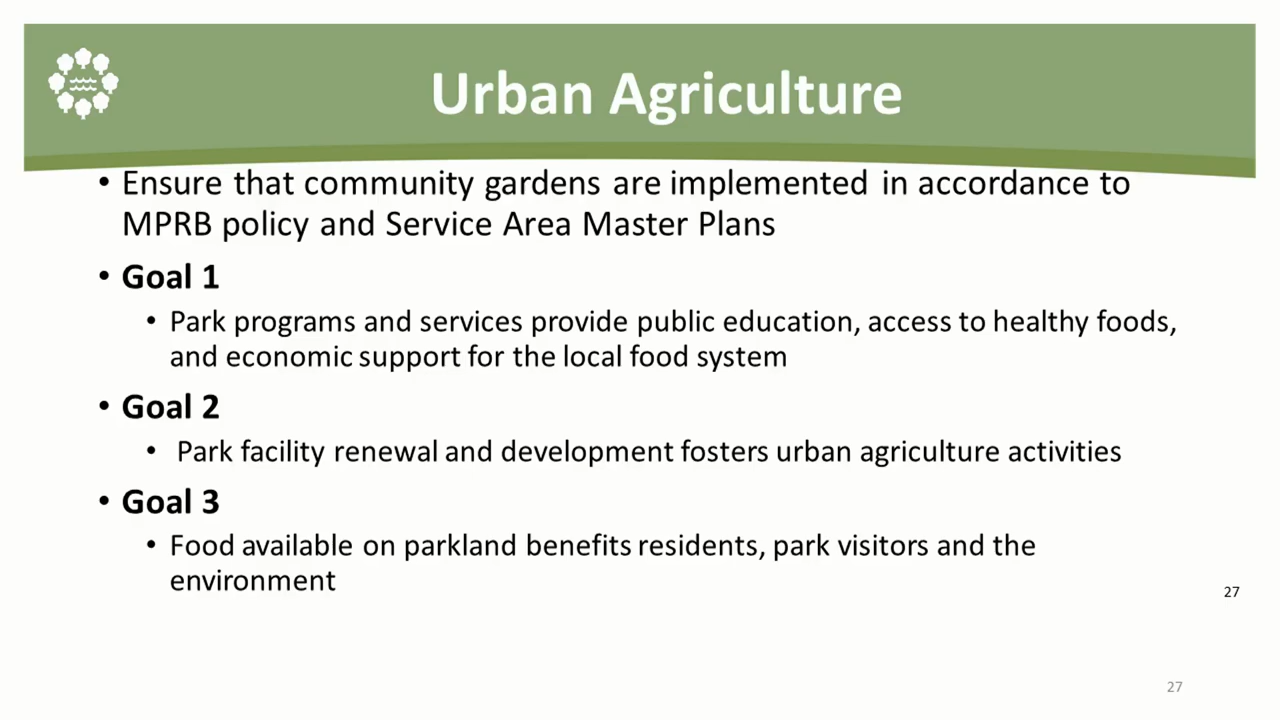 Urban Agriculture
• Ensure that community gardens are implemented in accordance to
MPRB policy and Service Area Master Plans
• Goal 1
• Park programs and services provide public education, access to healthy foods,
and economic support for the local food system
• Goal 2
• Park facility renewal and development fosters urban agriculture activities
• Goal 3
• Food available on parkland benefits residents, park visitors and the
environment
27
27